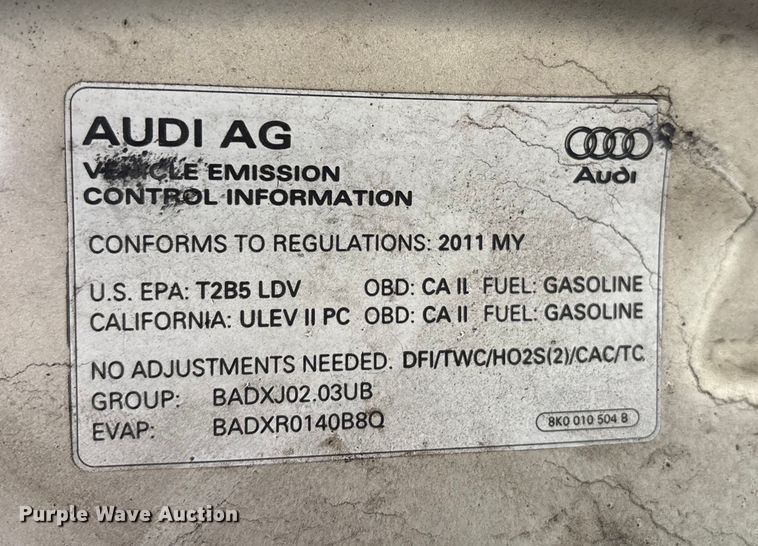 AUDI AG
VEHICLE EMISSION
CONTROL INFORMATION
Audi
CONFORMS TO REGULATIONS: 2011 MY
U.S. EPA: T2B5 LDV OBD: CA II FUEL: GASOLINE
CALIFORNIA: ULEV II PC OBD: CA II FUEL: GASOLINE
NO ADJUSTMENTS NEEDED. DFI/TWC/HO2S(2)/CAC/TC
GROUP: BADXJ02.03UB
EVAP: BADXR0140B8Q
8K0 010 504 B
Purple Wave Auction